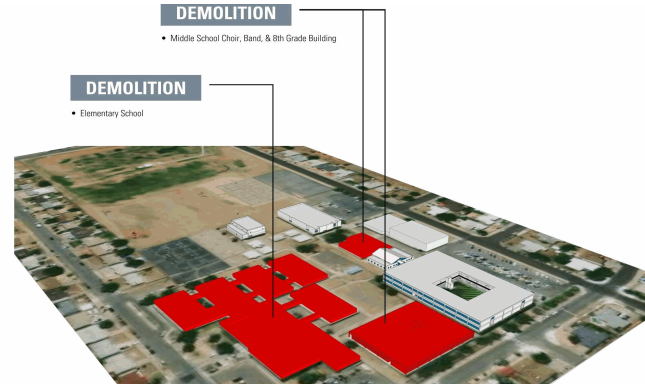 DEMOLITION
• Middle School Choir, Band, & 8th Grade Building
DEMOLITION
• Elementary School